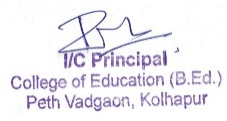 I/C Principal
College of Education (B.Ed.)
Peth Vadgaon, Kolhapur